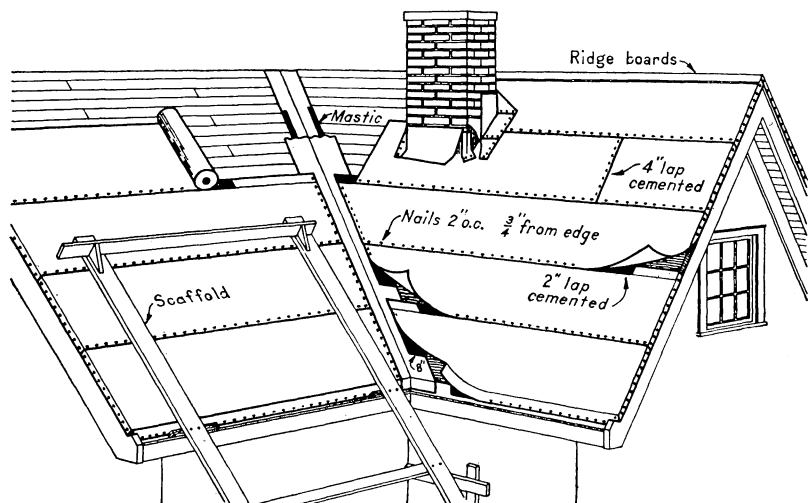 Ridge boards
Mastic
4" lap
cemented
Nails 2" o.c. 3/4" from edge
2" lap
cemented
Scaffold
8"